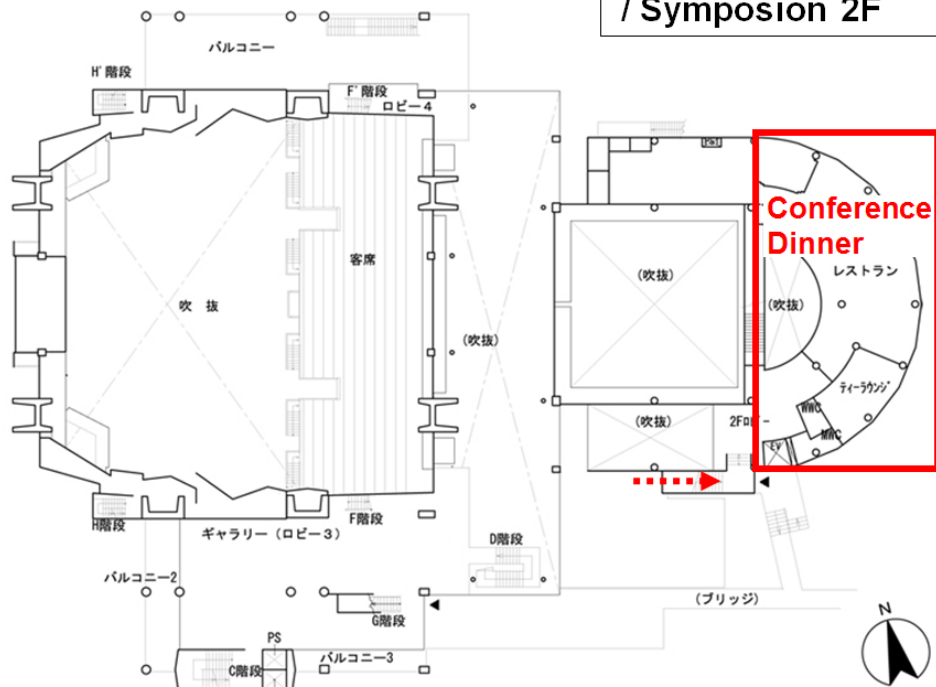 / Symposion 2F
バルコニー
H'階段
F'階段
ロビー4
Conference
Dinner
レストラン
客席
(吹抜)
(吹抜)
吹 抜
(吹抜)
ティーラウンジ
(吹抜)
2Fロビー
WWC
MWC
EV
H階段
F階段
ギャラリー (ロビー3)
D階段
バルコニー2
(ブリッジ)
G階段
N
PS
C階段
バルコニー3